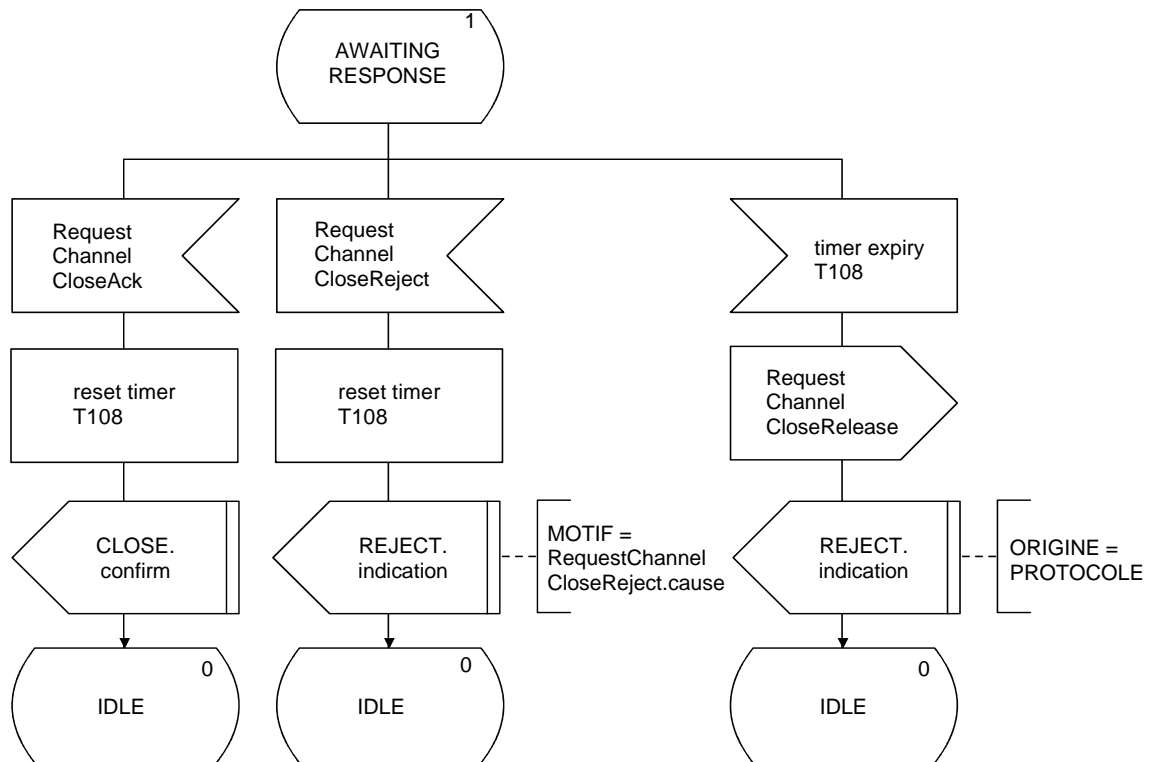 1
AWAITING
RESPONSE
Request
Channel
CloseAck
Request
Channel
CloseReject
timer expiry
T108
reset timer
T108
reset timer
T108
Request
Channel
CloseRelease
CLOSE.
confirm
REJECT.
indication
MOTIF =
RequestChannel
CloseReject.cause
REJECT.
indication
ORIGINE =
PROTOCOLE
0
IDLE
0
IDLE
0
IDLE